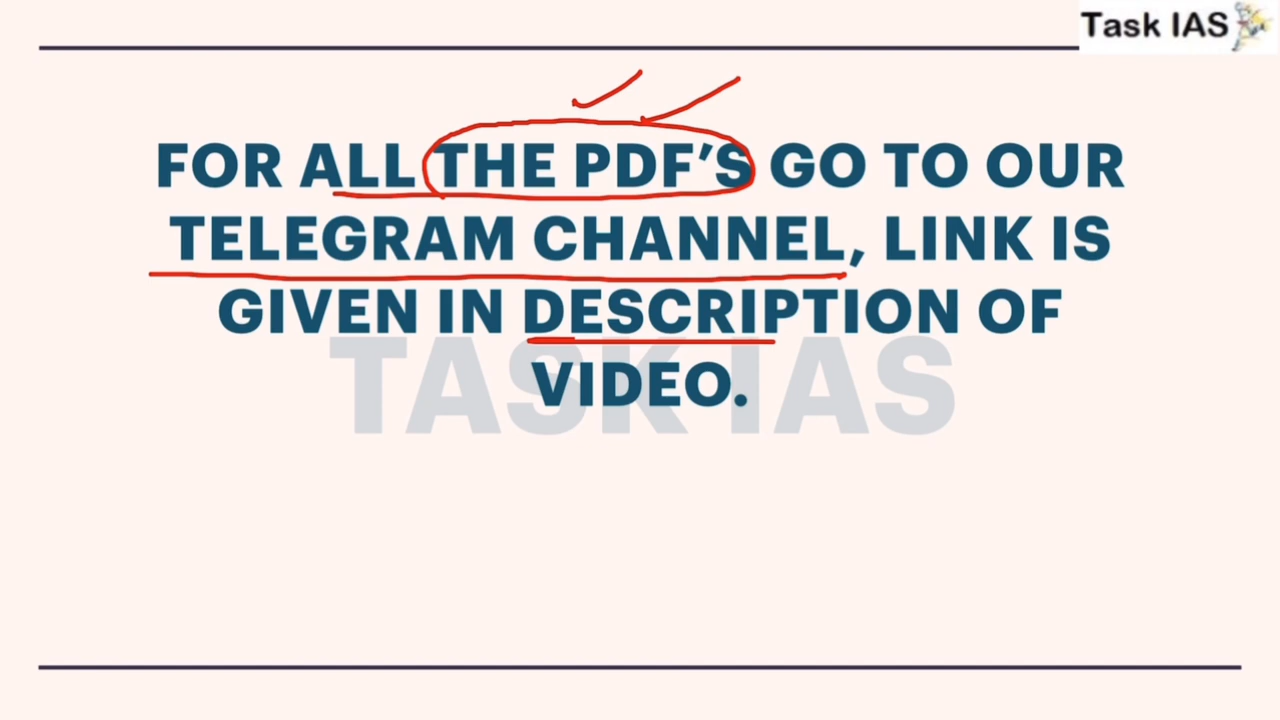 Task IAS
FOR ALL THE PDF'S GO TO OUR
TELEGRAM CHANNEL, LINK IS
GIVEN IN DESCRIPTION OF
VIDEO.
TASK IAS